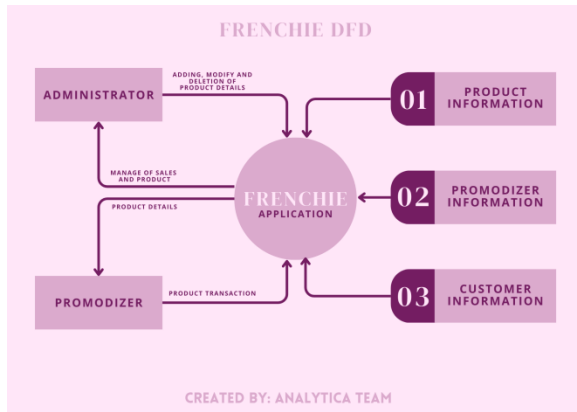 FRENCHIE DFD
ADMINISTRATOR
ADDING, MODIFY AND
DELETION OF
PRODUCT DETAILS
01
PRODUCT
INFORMATION
MANAGE OF SALES
AND PRODUCT
PRODUCT DETAILS
FRENCHIE
APPLICATION
02
PROMODIZER
INFORMATION
PROMODIZER
PRODUCT TRANSACTION
03
CUSTOMER
INFORMATION
CREATED BY: ANALYTICA TEAM